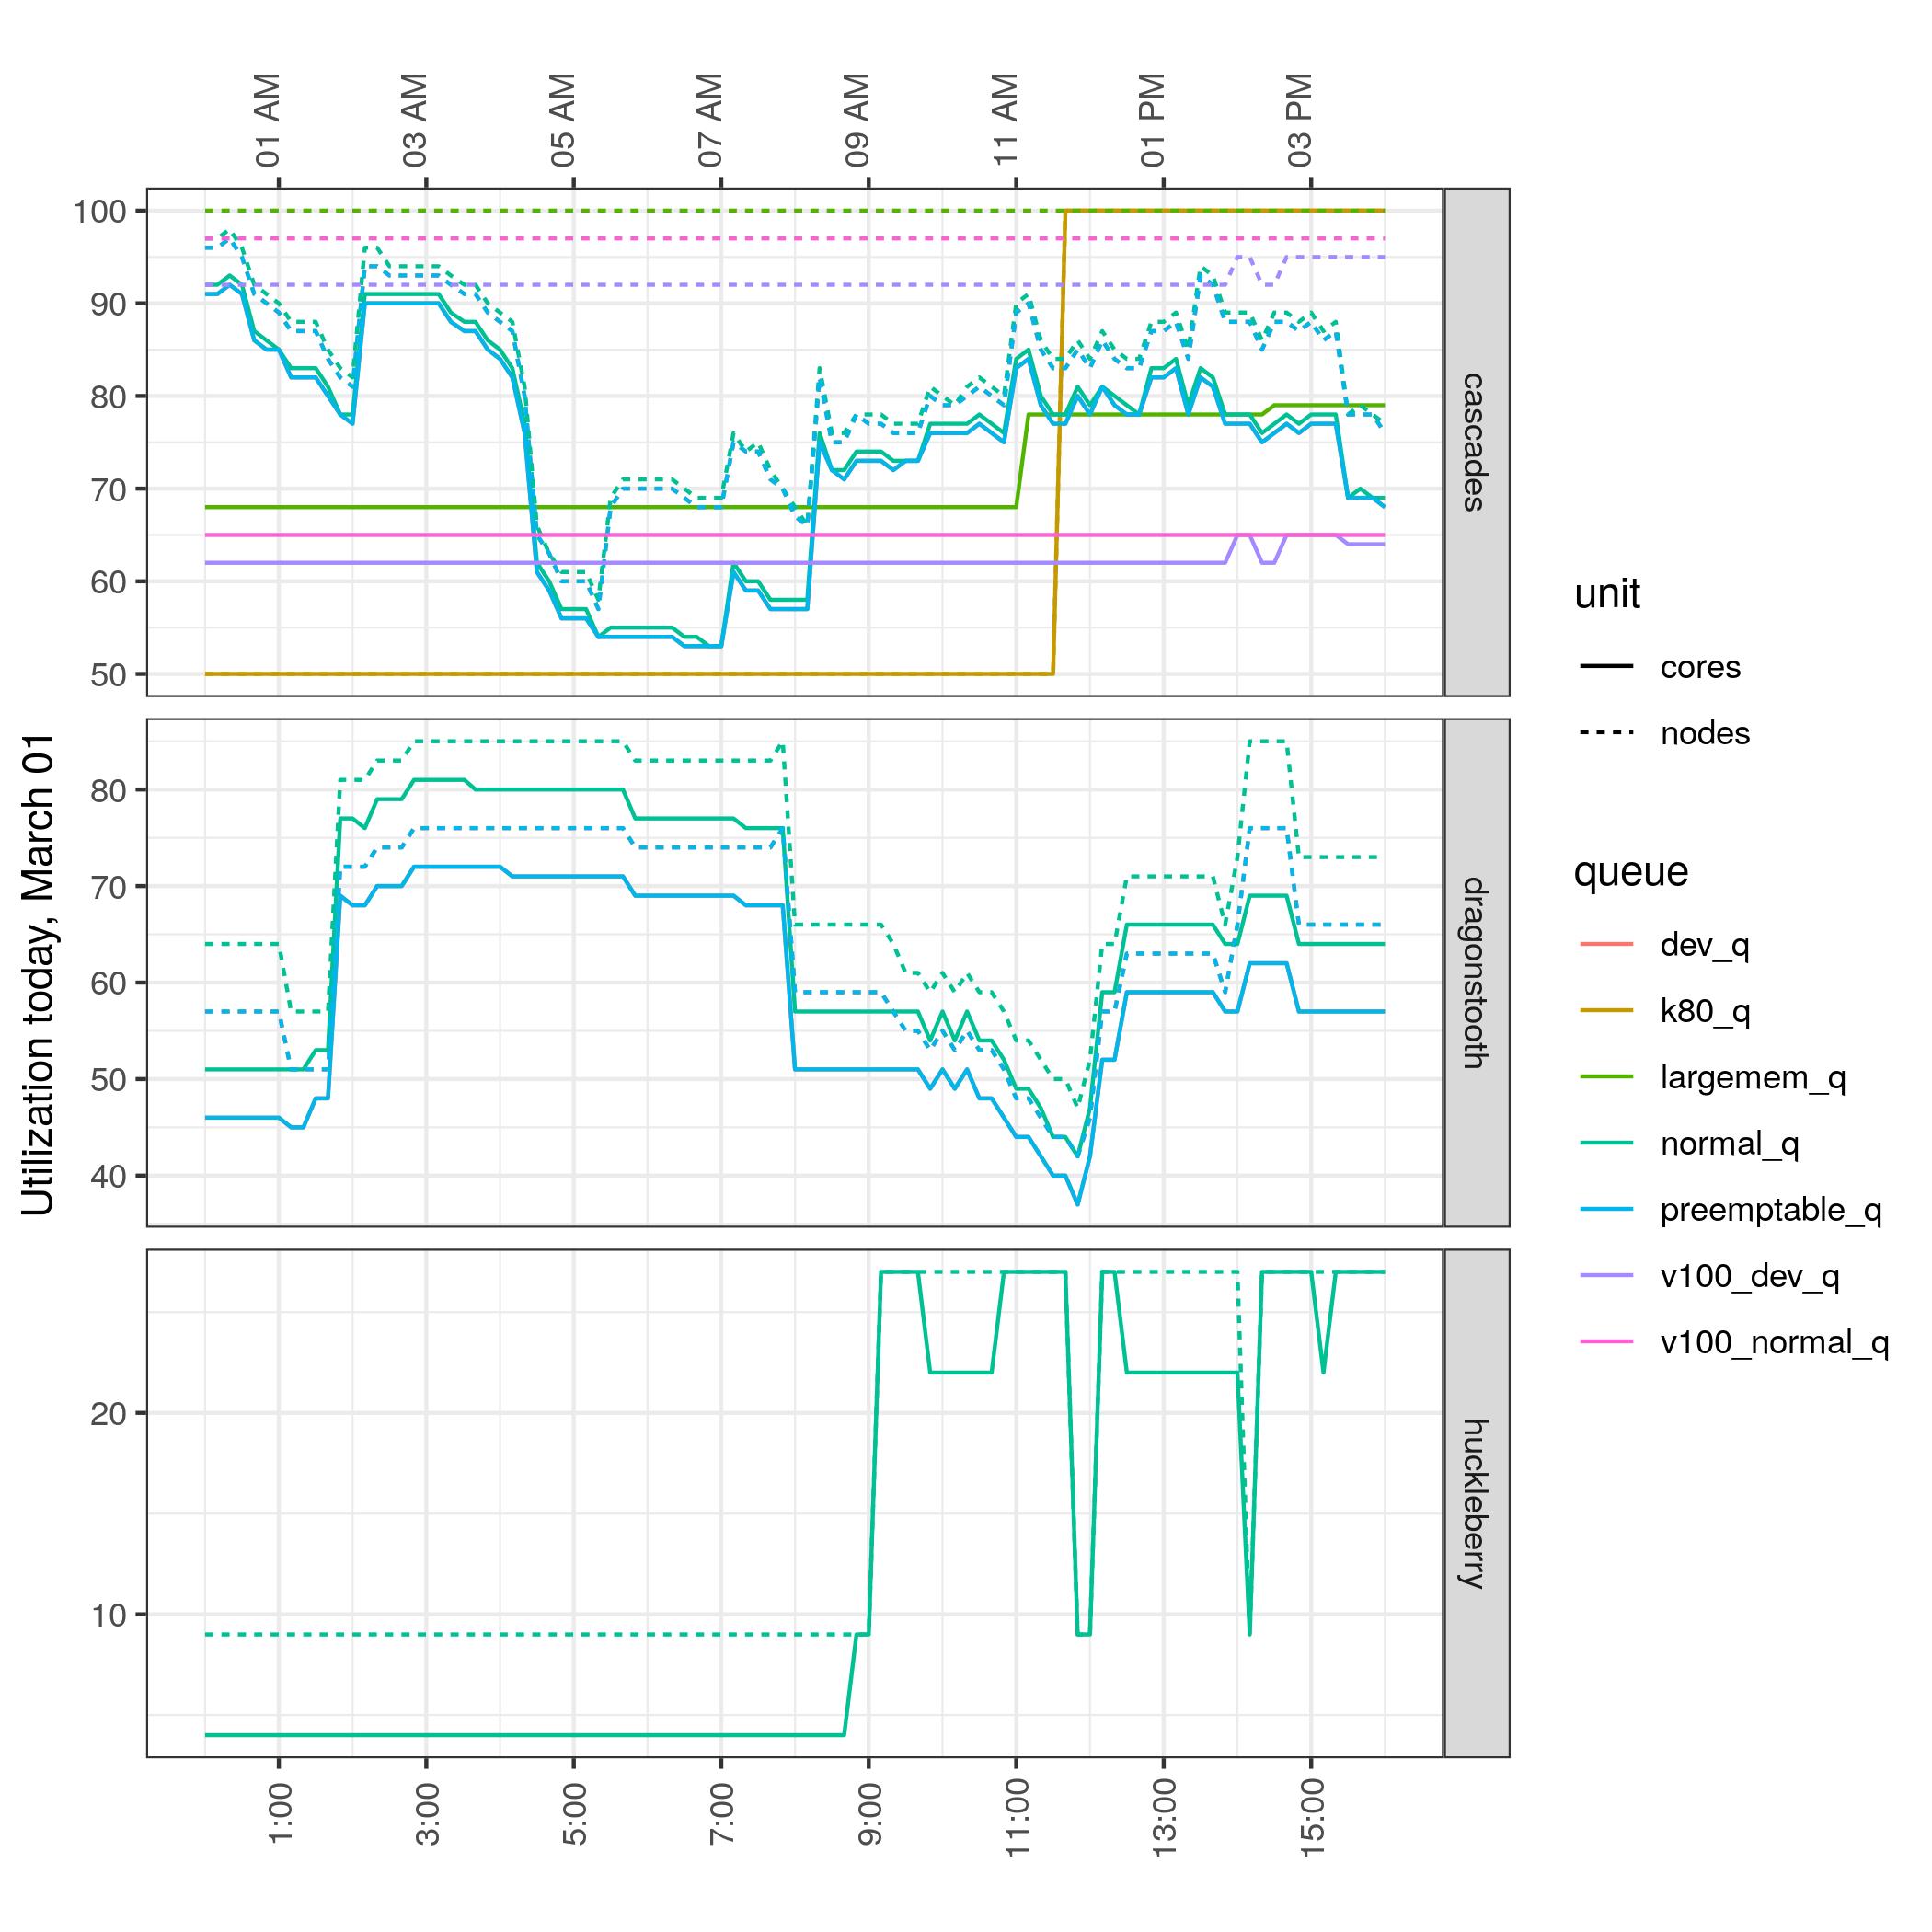 01 AM
03 AM
05 AM
07 AM
09 AM
11 AM
01 PM
03 PM
Utilization today, March 01
100
90
80
70
60
50
cascades
80
70
60
50
40
dragonstooth
20
10
huckleberry
1:00
3:00
5:00
7:00
9:00
11:00
13:00
15:00
unit
cores
nodes
queue
dev_q
k80_q
largemem_q
normal_q
preemptable_q
v100_dev_q
v100_normal_q